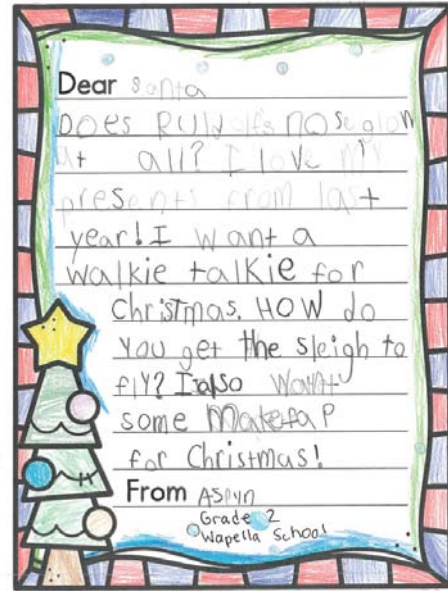 Dear Santa
Does Rudolf's nose glow
at all? I love my
presents from last
year! I want a
walkie talkie for
Christmas. HOW do
you get the sleigh to
fly? I also want
some
for Christmas!
From Aspyn
Grade 2
Wapella School